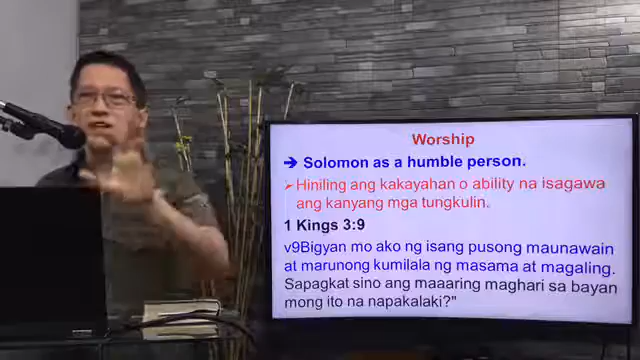 Worship
➔ Solomon as a humble person.
➢Hiniling ang kakayahan o ability na isagawa
ang kanyang mga tungkulin.
1 Kings 3:9
v9Bigyan mo ako ng isang pusong maunawain
at marunong kumilala ng masama at magaling.
Sapagkat sino ang maaaring maghari sa bayan
mong ito na napakalaki?"